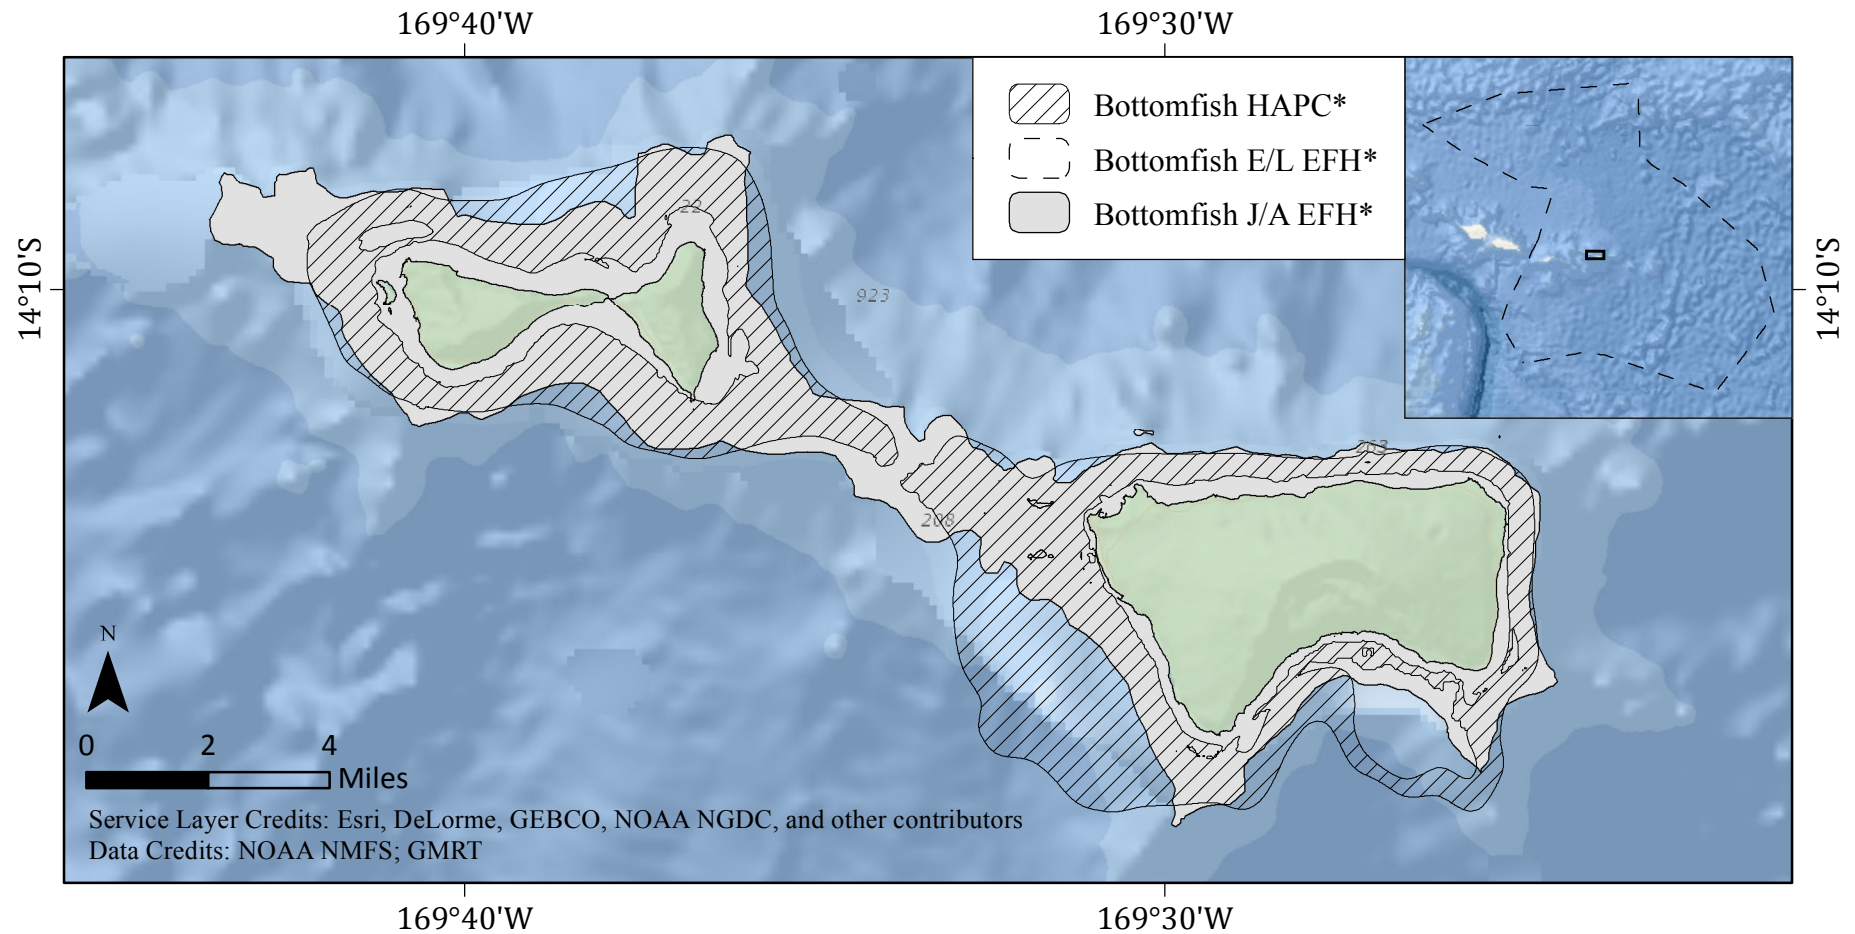 169°40'W
169°30'W
Bottomfish HAPC*
Bottomfish E/L EFH*
Bottomfish J/A EFH*
22
14°10'S
14°10'S
923
263
208
N
0 2 4
Miles
Service Layer Credits: Esri, DeLorme, GEBCO, NOAA NGDC, and other contributors
Data Credits: NOAA NMFS; GMRT
169°40'W
169°30'W